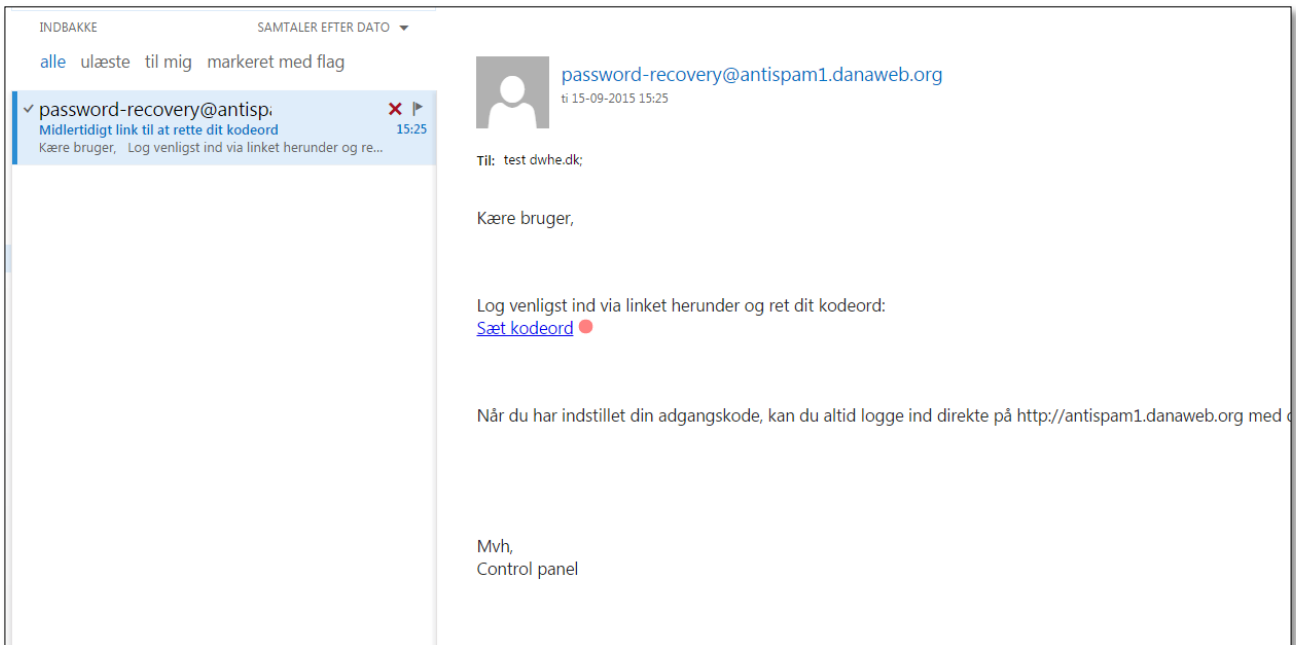 INDBAKKE SAMTALER EFTER DATO
alle ulæste til mig markeret med flag
password-recovery@antispa
Midlertidigt link til at rette dit kodeord 15:25
Kære bruger, Log venligst ind via linket herunder og re...
password-recovery@antispam1.danaweb.org
ti 15-09-2015 15:25
Til: test dwhe.dk;
Kære bruger,
Log venligst ind via linket herunder og ret dit kodeord:
Sæt kodeord
Når du har indstillet din adgangskode, kan du altid logge ind direkte på http://antispam1.danaweb.org med
Mvh,
Control panel